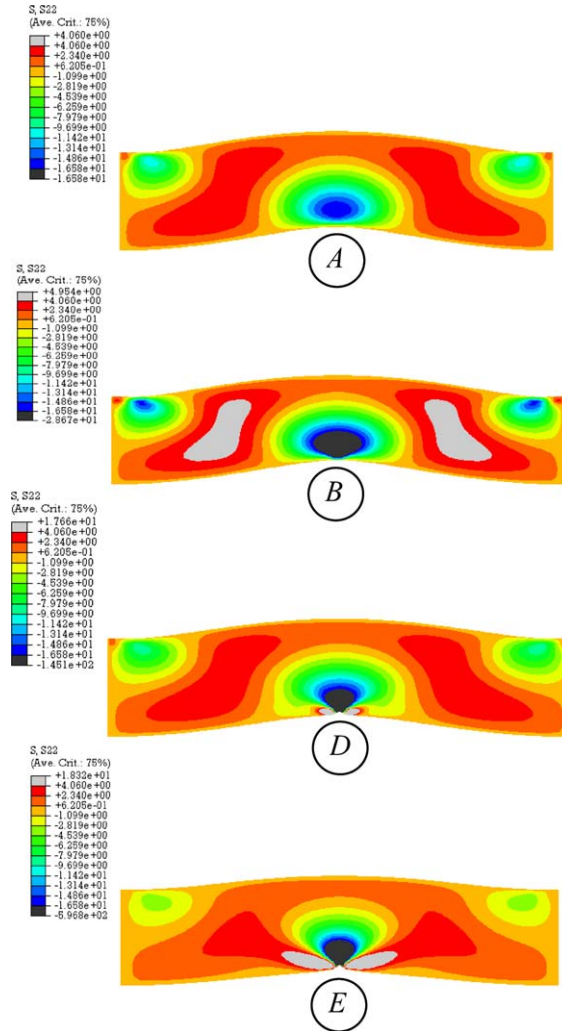 S, S22
(Ave. Crit.: 75%)
+4.060e+00
+4.060e+00
+2.340e+00
+6.205e-01
-1.099e+00
-2.819e+00
-4.539e+00
-6.259e+00
-7.979e+00
-9.699e+00
-1.142e+01
-1.314e+01
-1.486e+01
-1.658e+01
-1.658e+01
A
S, S22
(Ave. Crit.: 75%)
+4.954e+00
+4.060e+00
+2.340e+00
+6.205e-01
-1.099e+00
-2.819e+00
-4.539e+00
-6.259e+00
-7.979e+00
-9.699e+00
-1.142e+01
-1.314e+01
-1.486e+01
-1.658e+01
-2.867e+01
B
S, S22
(Ave. Crit.: 75%)
+1.766e+01
+4.060e+00
+2.340e+00
+6.205e-01
-1.099e+00
-2.819e+00
-4.539e+00
-6.259e+00
-7.979e+00
-9.699e+00
-1.142e+01
-1.314e+01
-1.486e+01
-1.658e+01
-1.451e+02
D
S, S22
(Ave. Crit.: 75%)
+1.832e+01
+4.060e+00
+2.340e+00
+6.205e-01
-1.099e+00
-2.819e+00
-4.539e+00
-6.259e+00
-7.979e+00
-9.699e+00
-1.142e+01
-1.314e+01
-1.486e+01
-1.658e+01
-5.968e+02
E